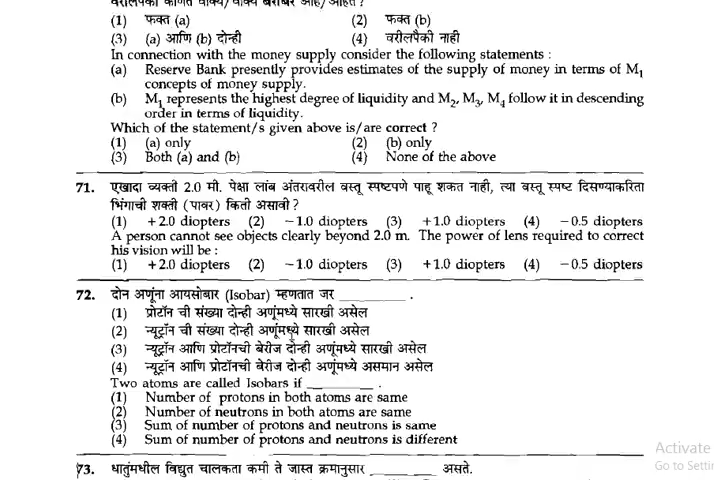 वरीलपैकी कोणते वाक्य/वाक्ये बरोबर आहे/आहेत ?
(1) फक्त (a) (2) फक्त (b)
(3) (a) आणि (b) दोन्ही (4) वरीलपैकी नाही
In connection with the money supply consider the following statements :
(a) Reserve Bank presently provides estimates of the supply of money in terms of M1
concepts of money supply.
(b) M1 represents the highest degree of liquidity and M2, M3, M4 follow it in descending
order in terms of liquidity.
Which of the statement/s given above is/are correct ?
(1) (a) only (2) (b) only
(3) Both (a) and (b) (4) None of the above
71. एखादा व्यक्ती 2.0 मी. पेक्षा लांब अंतरावरील वस्तू स्पष्टपणे पाहू शकत नाही, त्या वस्तू स्पष्ट दिसण्याकरिता
भिंगाची शक्ती (पावर) किती असावी ?
(1) +2.0 diopters (2) −1.0 diopters (3) +1.0 diopters (4) −0.5 diopters
A person cannot see objects clearly beyond 2.0 m. The power of lens required to correct
his vision will be :
(1) +2.0 diopters (2) −1.0 diopters (3) +1.0 diopters (4) −0.5 diopters
72. दोन अणूंना आयसोबार (Isobar) म्हणतात जर ________ .
(1) प्रोटॉन ची संख्या दोन्ही अणूंमध्ये सारखी असेल
(2) न्यूट्रॉन ची संख्या दोन्ही अणूंमध्ये सारखी असेल
(3) न्यूट्रॉन आणि प्रोटॉनची बेरीज दोन्ही अणूंमध्ये सारखी असेल
(4) न्यूट्रॉन आणि प्रोटॉनची बेरीज दोन्ही अणूंमध्ये असमान असेल
Two atoms are called Isobars if ________ .
(1) Number of protons in both atoms are same
(2) Number of neutrons in both atoms are same
(3) Sum of number of protons and neutrons is same
(4) Sum of number of protons and neutrons is different
Activate
Go to Settin
73. धातुंमधील विद्युत चालकता कमी ते जास्त क्रमानुसार ________ असते.